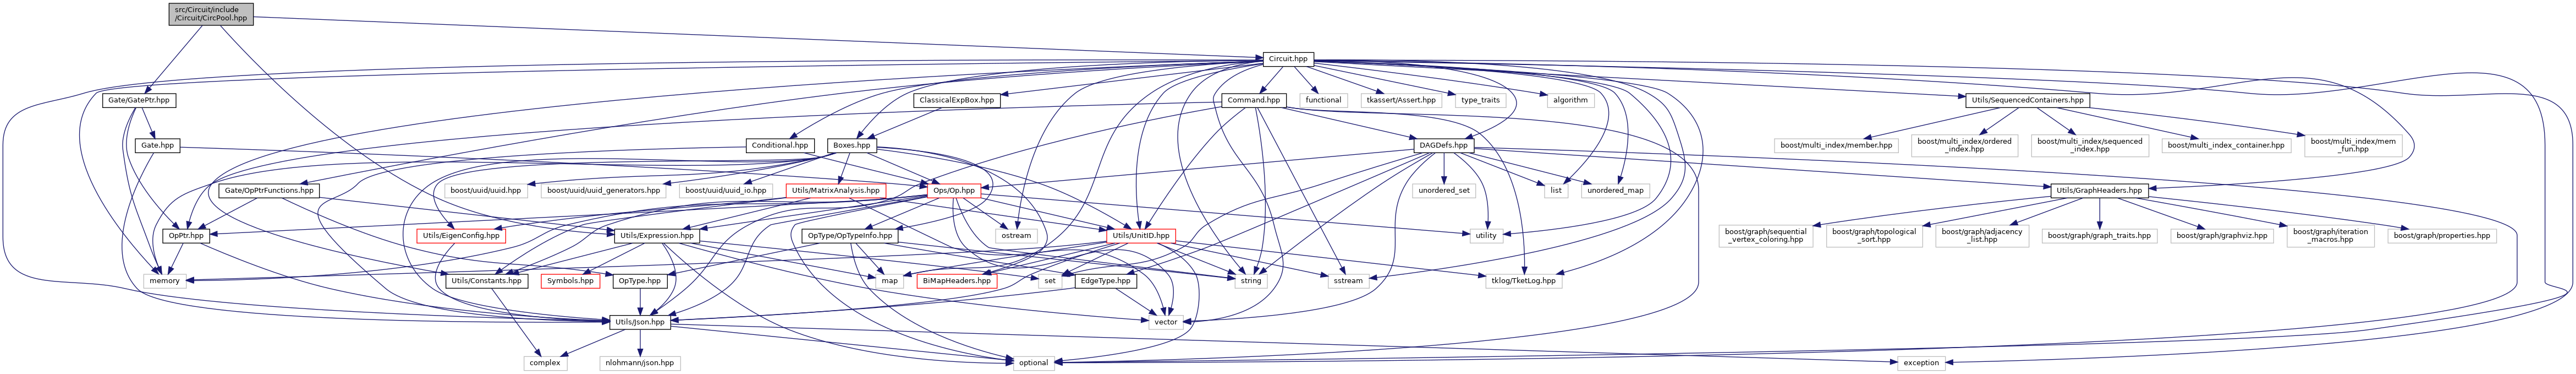 src/Circuit/include
/Circuit/CircPool.hpp
Circuit.hpp
Gate/GatePtr.hpp
ClassicalExpBox.hpp
Command.hpp
functional
tkassert/Assert.hpp
type_traits
algorithm
Utils/SequencedContainers.hpp
Gate.hpp
Conditional.hpp
Boxes.hpp
DAGDefs.hpp
boost/multi_index/member.hpp
boost/multi_index/ordered
_index.hpp
boost/multi_index/sequenced
_index.hpp
boost/multi_index_container.hpp
boost/multi_index/mem
_fun.hpp
Gate/OpPtrFunctions.hpp
boost/uuid/uuid.hpp
boost/uuid/uuid_generators.hpp
boost/uuid/uuid_io.hpp
Utils/MatrixAnalysis.hpp
Ops/Op.hpp
unordered_set
list
unordered_map
Utils/GraphHeaders.hpp
OpPtr.hpp
Utils/EigenConfig.hpp
Utils/Expression.hpp
OpType/OpTypeInfo.hpp
ostream
Utils/UnitID.hpp
utility
boost/graph/sequential
_vertex_coloring.hpp
boost/graph/topological
_sort.hpp
boost/graph/adjacency
_list.hpp
boost/graph/graph_traits.hpp
boost/graph/graphviz.hpp
boost/graph/iteration
_macros.hpp
boost/graph/properties.hpp
memory
Utils/Constants.hpp
Symbols.hpp
OpType.hpp
map
BiMapHeaders.hpp
set
EdgeType.hpp
string
sstream
tklog/TketLog.hpp
Utils/Json.hpp
vector
complex
nlohmann/json.hpp
optional
exception